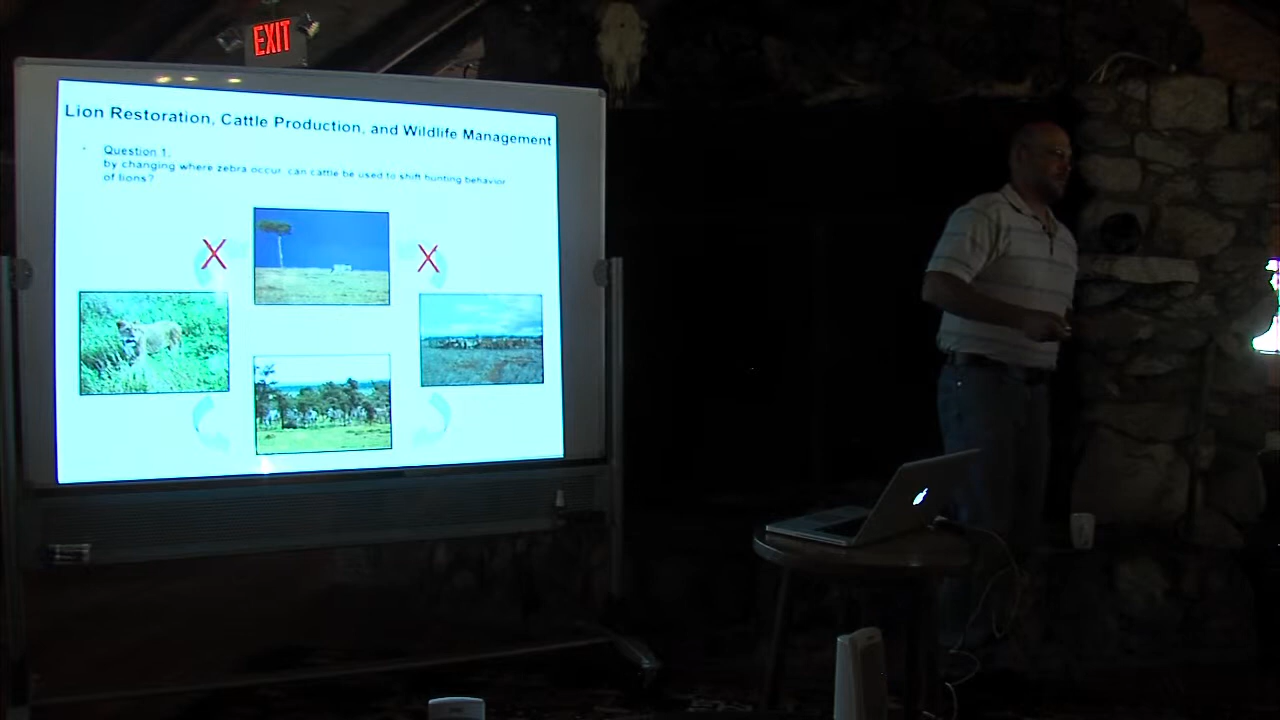 EXIT
Lion Restoration, Cattle Production, and Wildlife Management
Question 1.
by changing where zebra occur can cattle be used to shift hunting behavior
of lions?
X X